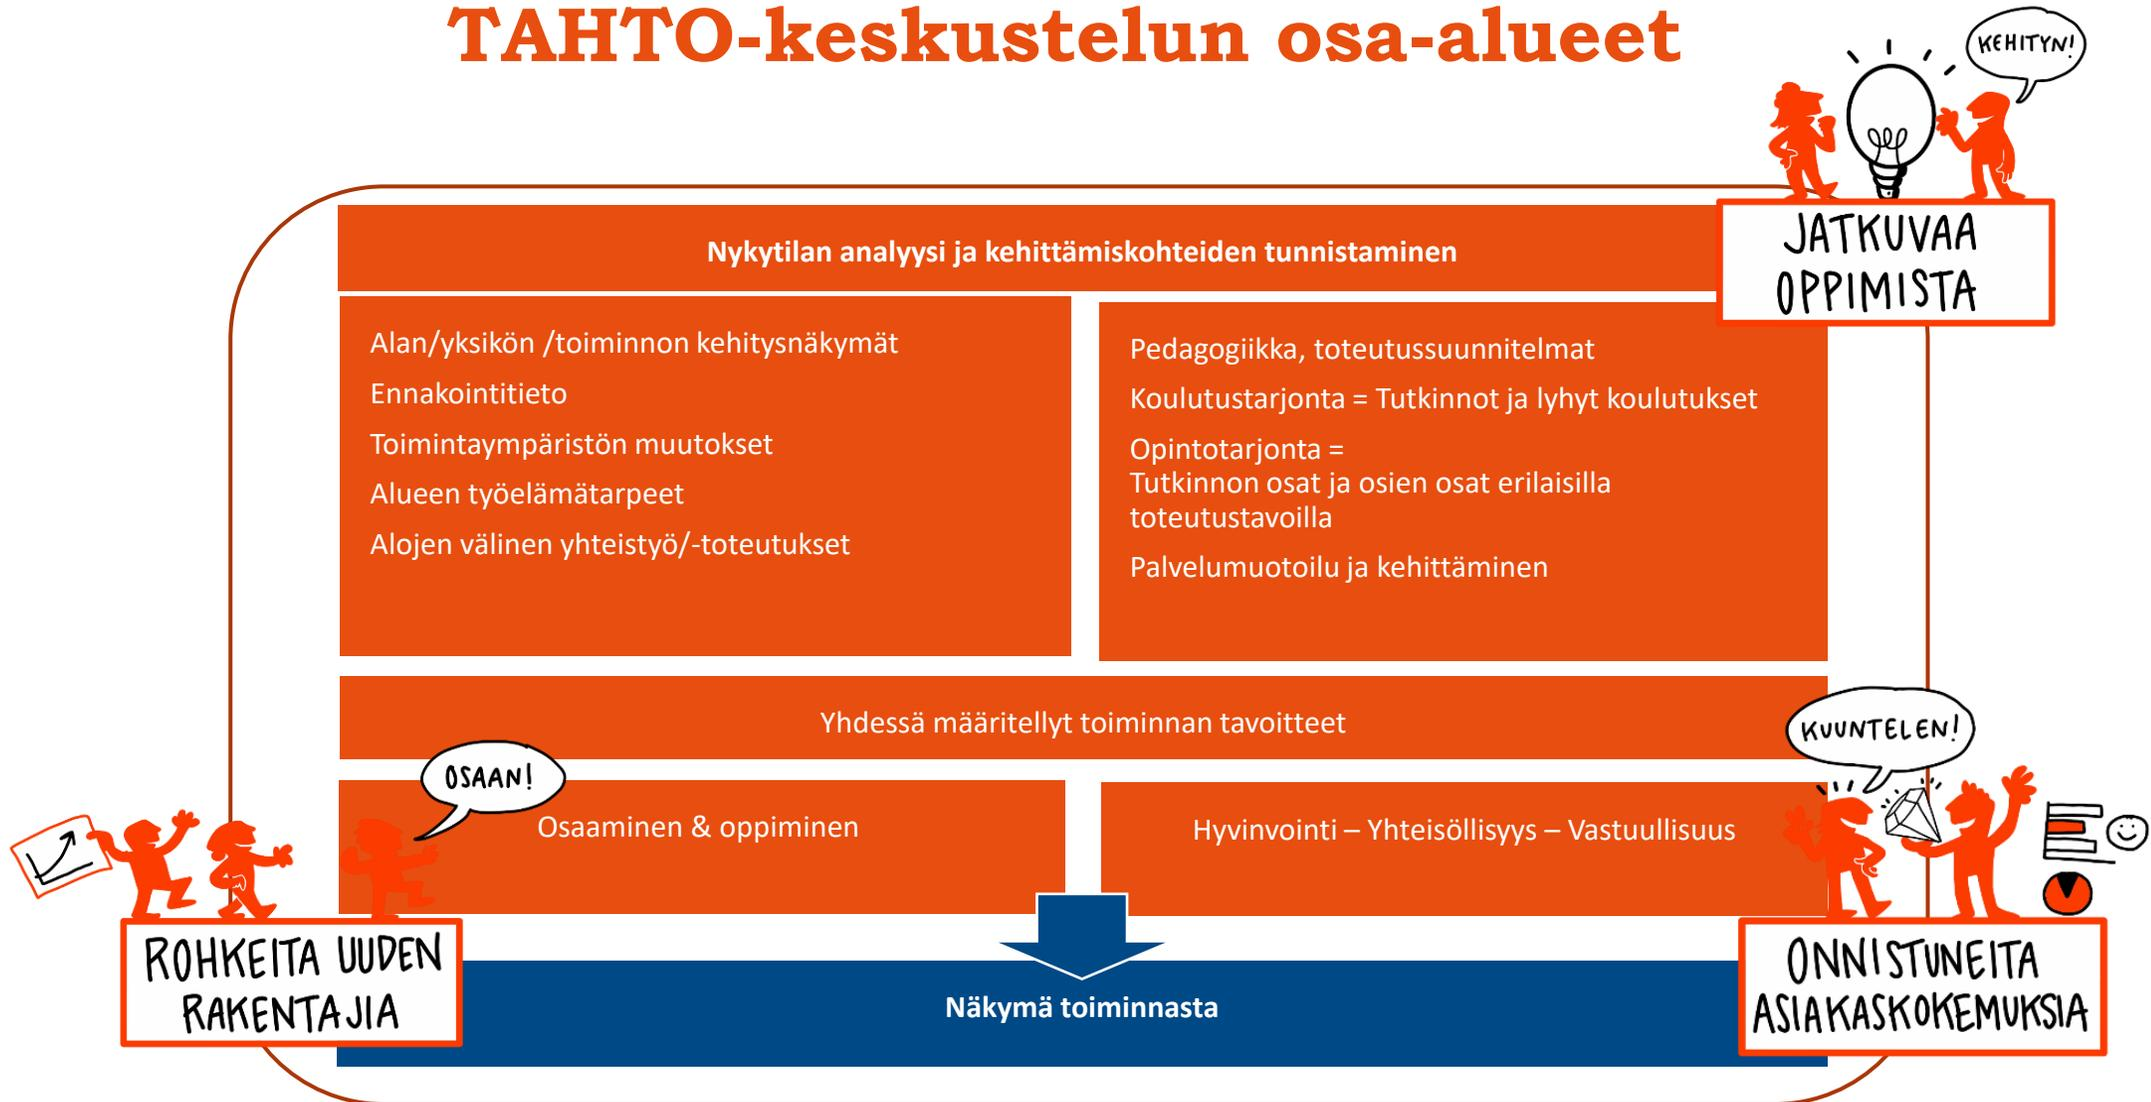 TAHTO-keskustelun osa-alueet
KEHITYN!
JATKUVAA
OPPIMISTA
Nykytilan analyysi ja kehittämiskohteiden tunnistaminen
Alan/yksikön /toiminnon kehitysnäkymät
Ennakointitieto
Toimintaympäristön muutokset
Alueen työelämätarpeet
Alojen välinen yhteistyö/-toteutukset
Pedagogiikka, toteutussuunnitelmat
Koulutustarjonta = Tutkinnot ja lyhyt koulutukset
Opintotarjonta =
Tutkinnon osat ja osien osat erilaisilla
toteutustavoilla
Palvelumuotoilu ja kehittäminen
Yhdessä määritellyt toiminnan tavoitteet
KUUNTELEN!
OSAAN!
Osaaminen & oppiminen
Hyvinvointi – Yhteisöllisyys – Vastuullisuus
ROHKEITA UUDEN
RAKENTAJIA
ONNISTUNEITA
ASIAKASKOKEMUKSIA
Näkymä toiminnasta